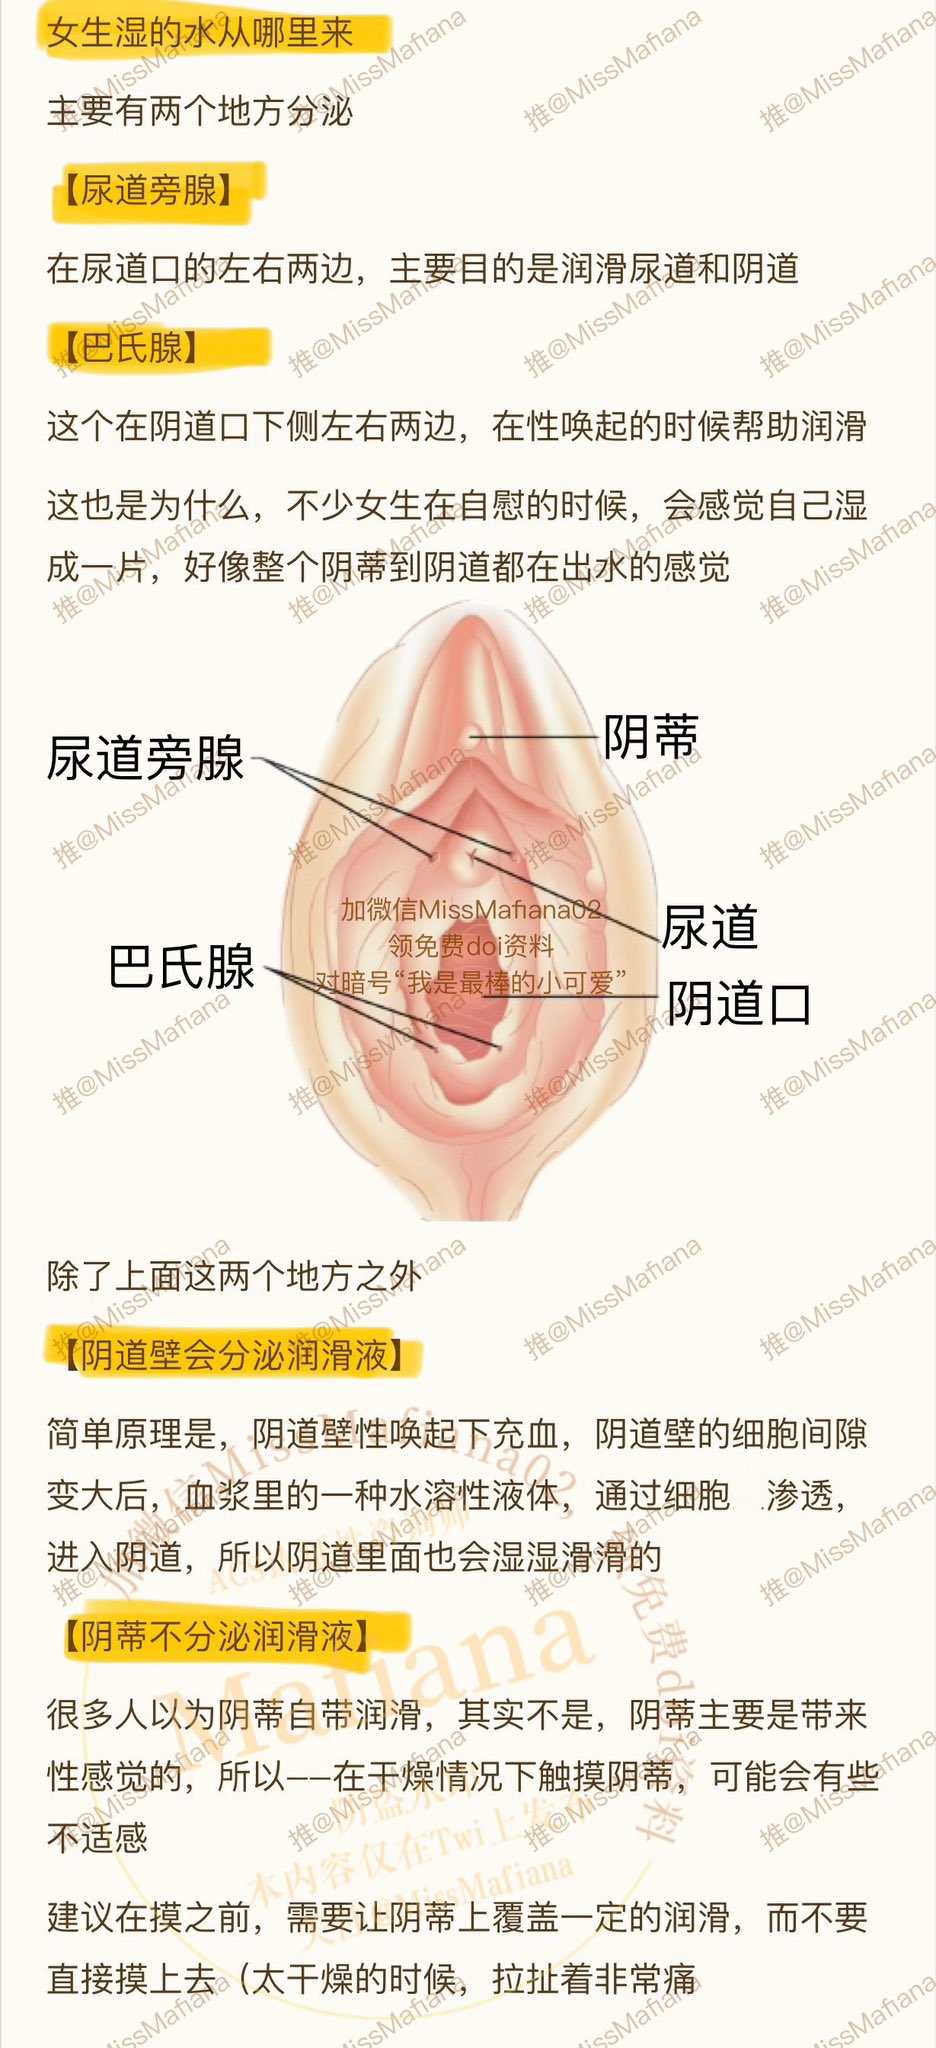 女生湿的水从哪里来
主要有两个地方分泌
【尿道旁腺】
在尿道口的左右两边，主要目的是润滑尿道和阴道
【巴氏腺】
这个在阴道口下侧左右两边，在性唤起的时候帮助润滑
这也是为什么，不少女生在自慰的时候，会感觉自己湿
成一片，好像整个阴蒂到阴道都在出水的感觉
阴蒂
尿道旁腺
加微信MissMafiana02
领免费doi资料
对暗号“我是最棒的小可爱”
尿道
巴氏腺
阴道口
除了上面这两个地方之外
【阴道壁会分泌润滑液】
简单原理是，阴道壁性唤起下充血，阴道壁的细胞间隙
变大后，血浆里的一种水溶性液体，通过细胞 渗透，
进入阴道，所以阴道里面也会湿湿滑滑的
【阴蒂不分泌润滑液】
很多人以为阴蒂自带润滑，其实不是，阴蒂主要是带来
性感觉的，所以——在干燥情况下触摸阴蒂，可能会有些
不适感
建议在摸之前，需要让阴蒂上覆盖一定的润滑，而不要
直接摸上去（太干燥的时候，拉扯着非常痛
推@MissMafiana
Mafiana
防盗水印
本内容仅在Twi上发
@MissMafiana